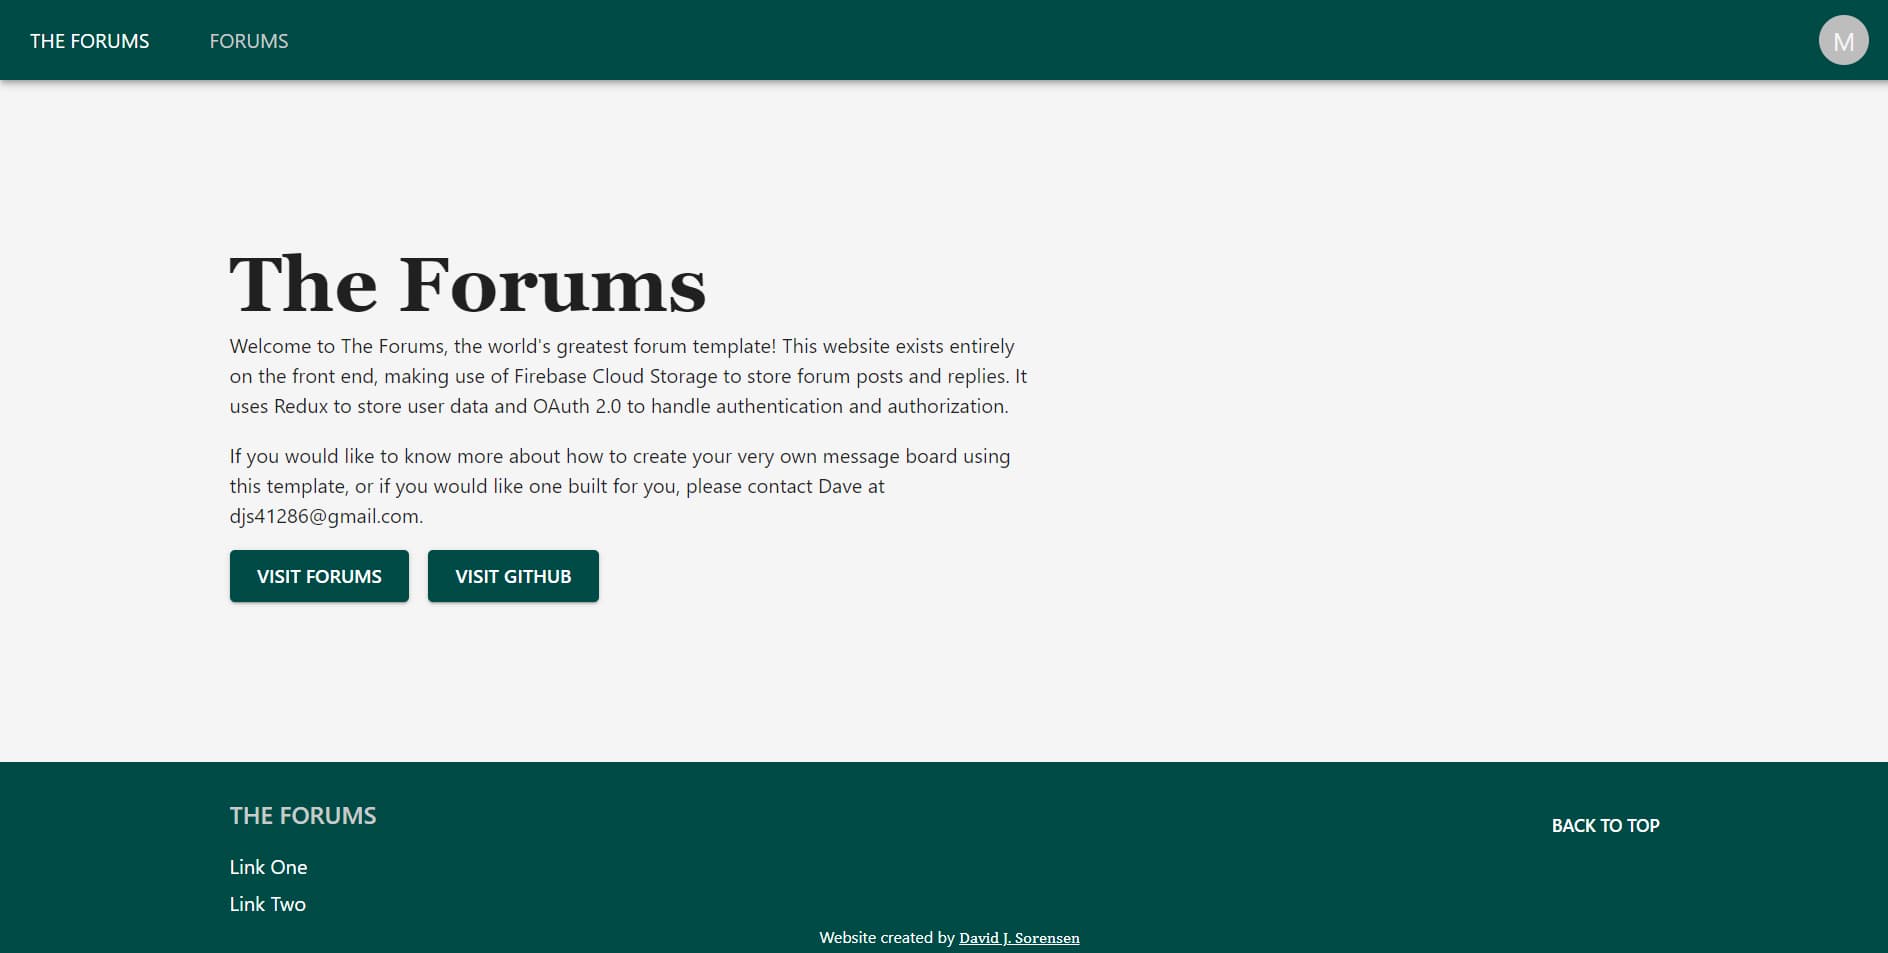 THE FORUMS
FORUMS
M
The Forums
Welcome to The Forums, the world's greatest forum template! This website exists entirely
on the front end, making use of Firebase Cloud Storage to store forum posts and replies. It
uses Redux to store user data and OAuth 2.0 to handle authentication and authorization.
If you would like to know more about how to create your very own message board using
this template, or if you would like one built for you, please contact Dave at
djs41286@gmail.com.
VISIT FORUMS
VISIT GITHUB
THE FORUMS
BACK TO TOP
Link One
Link Two
Website created by David J. Sorensen